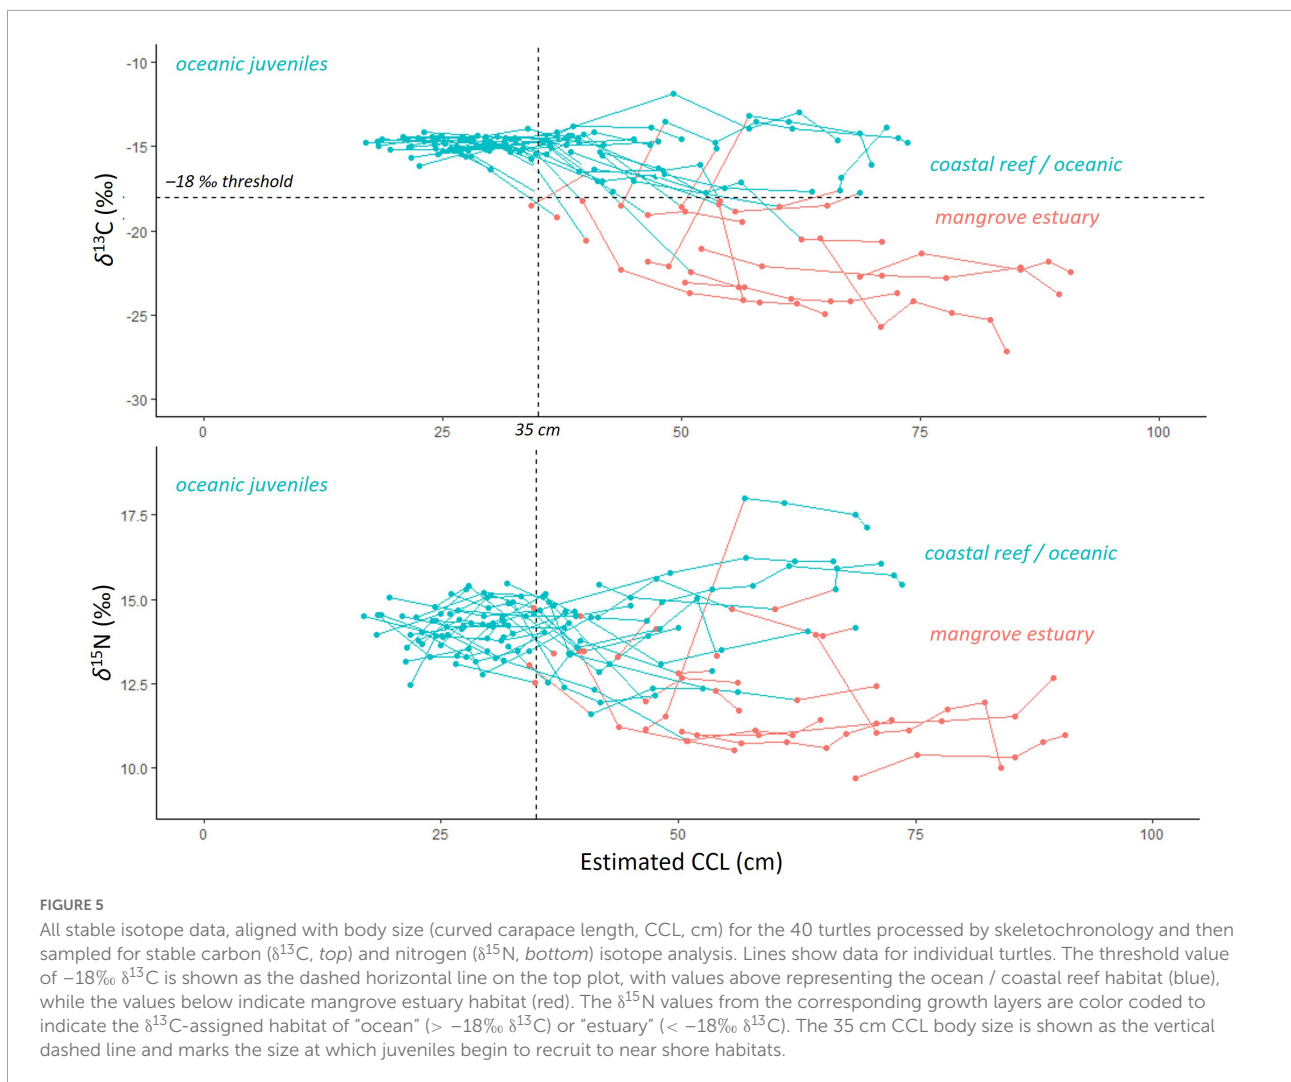 oceanic juveniles
-10
-15
-20
-25
-30
δ¹³C (‰)
–18 ‰ threshold
coastal reef / oceanic
mangrove estuary
0
25
35 cm
50
75
100
oceanic juveniles
17.5
15.0
12.5
10.0
δ¹⁵N (‰)
coastal reef / oceanic
mangrove estuary
0
25
50
75
100
Estimated CCL (cm)
FIGURE 5
All stable isotope data, aligned with body size (curved carapace length, CCL, cm) for the 40 turtles processed by skeletochronology and then
sampled for stable carbon (δ¹³C, top) and nitrogen (δ¹⁵N, bottom) isotope analysis. Lines show data for individual turtles. The threshold value
of –18‰ δ¹³C is shown as the dashed horizontal line on the top plot, with values above representing the ocean / coastal reef habitat (blue),
while the values below indicate mangrove estuary habitat (red). The δ¹⁵N values from the corresponding growth layers are color coded to
indicate the δ¹³C-assigned habitat of “ocean” (> –18‰ δ¹³C) or “estuary” (< –18‰ δ¹³C). The 35 cm CCL body size is shown as the vertical
dashed line and marks the size at which juveniles begin to recruit to near shore habitats.